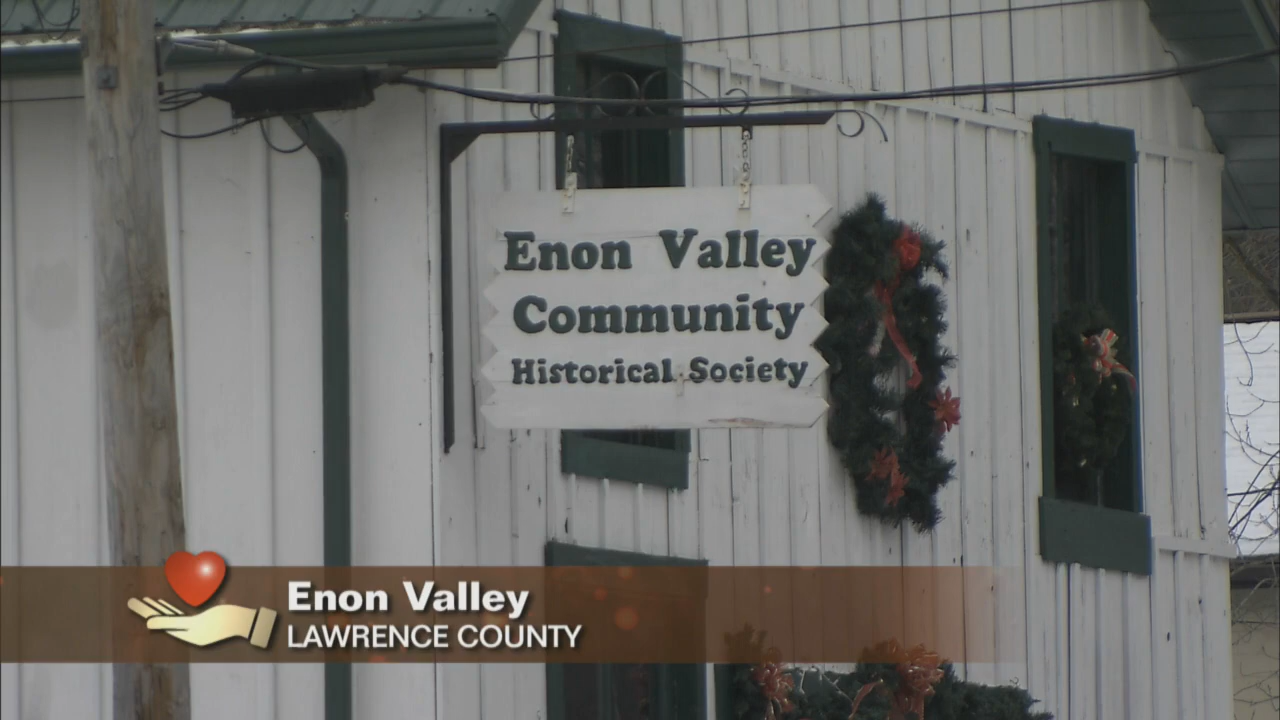 Enon Valley
Community
Historical Society
Enon Valley
LAWRENCE COUNTY